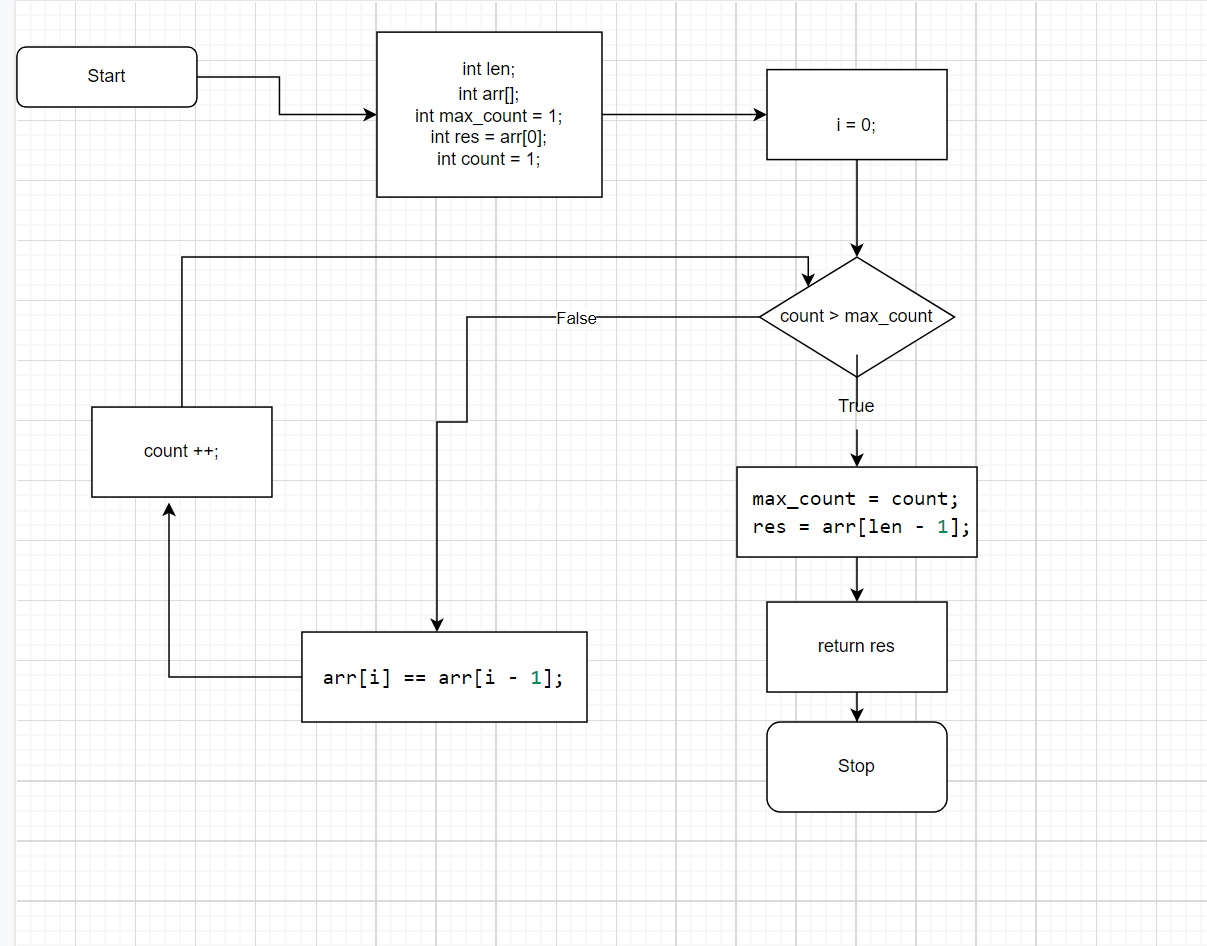 Start
int len;
int arr[];
int max_count = 1;
int res = arr[0];
int count = 1;
i = 0;
count > max_count
False
True
count ++;
max_count = count;
res = arr[len - 1];
return res
arr[i] == arr[i - 1];
Stop